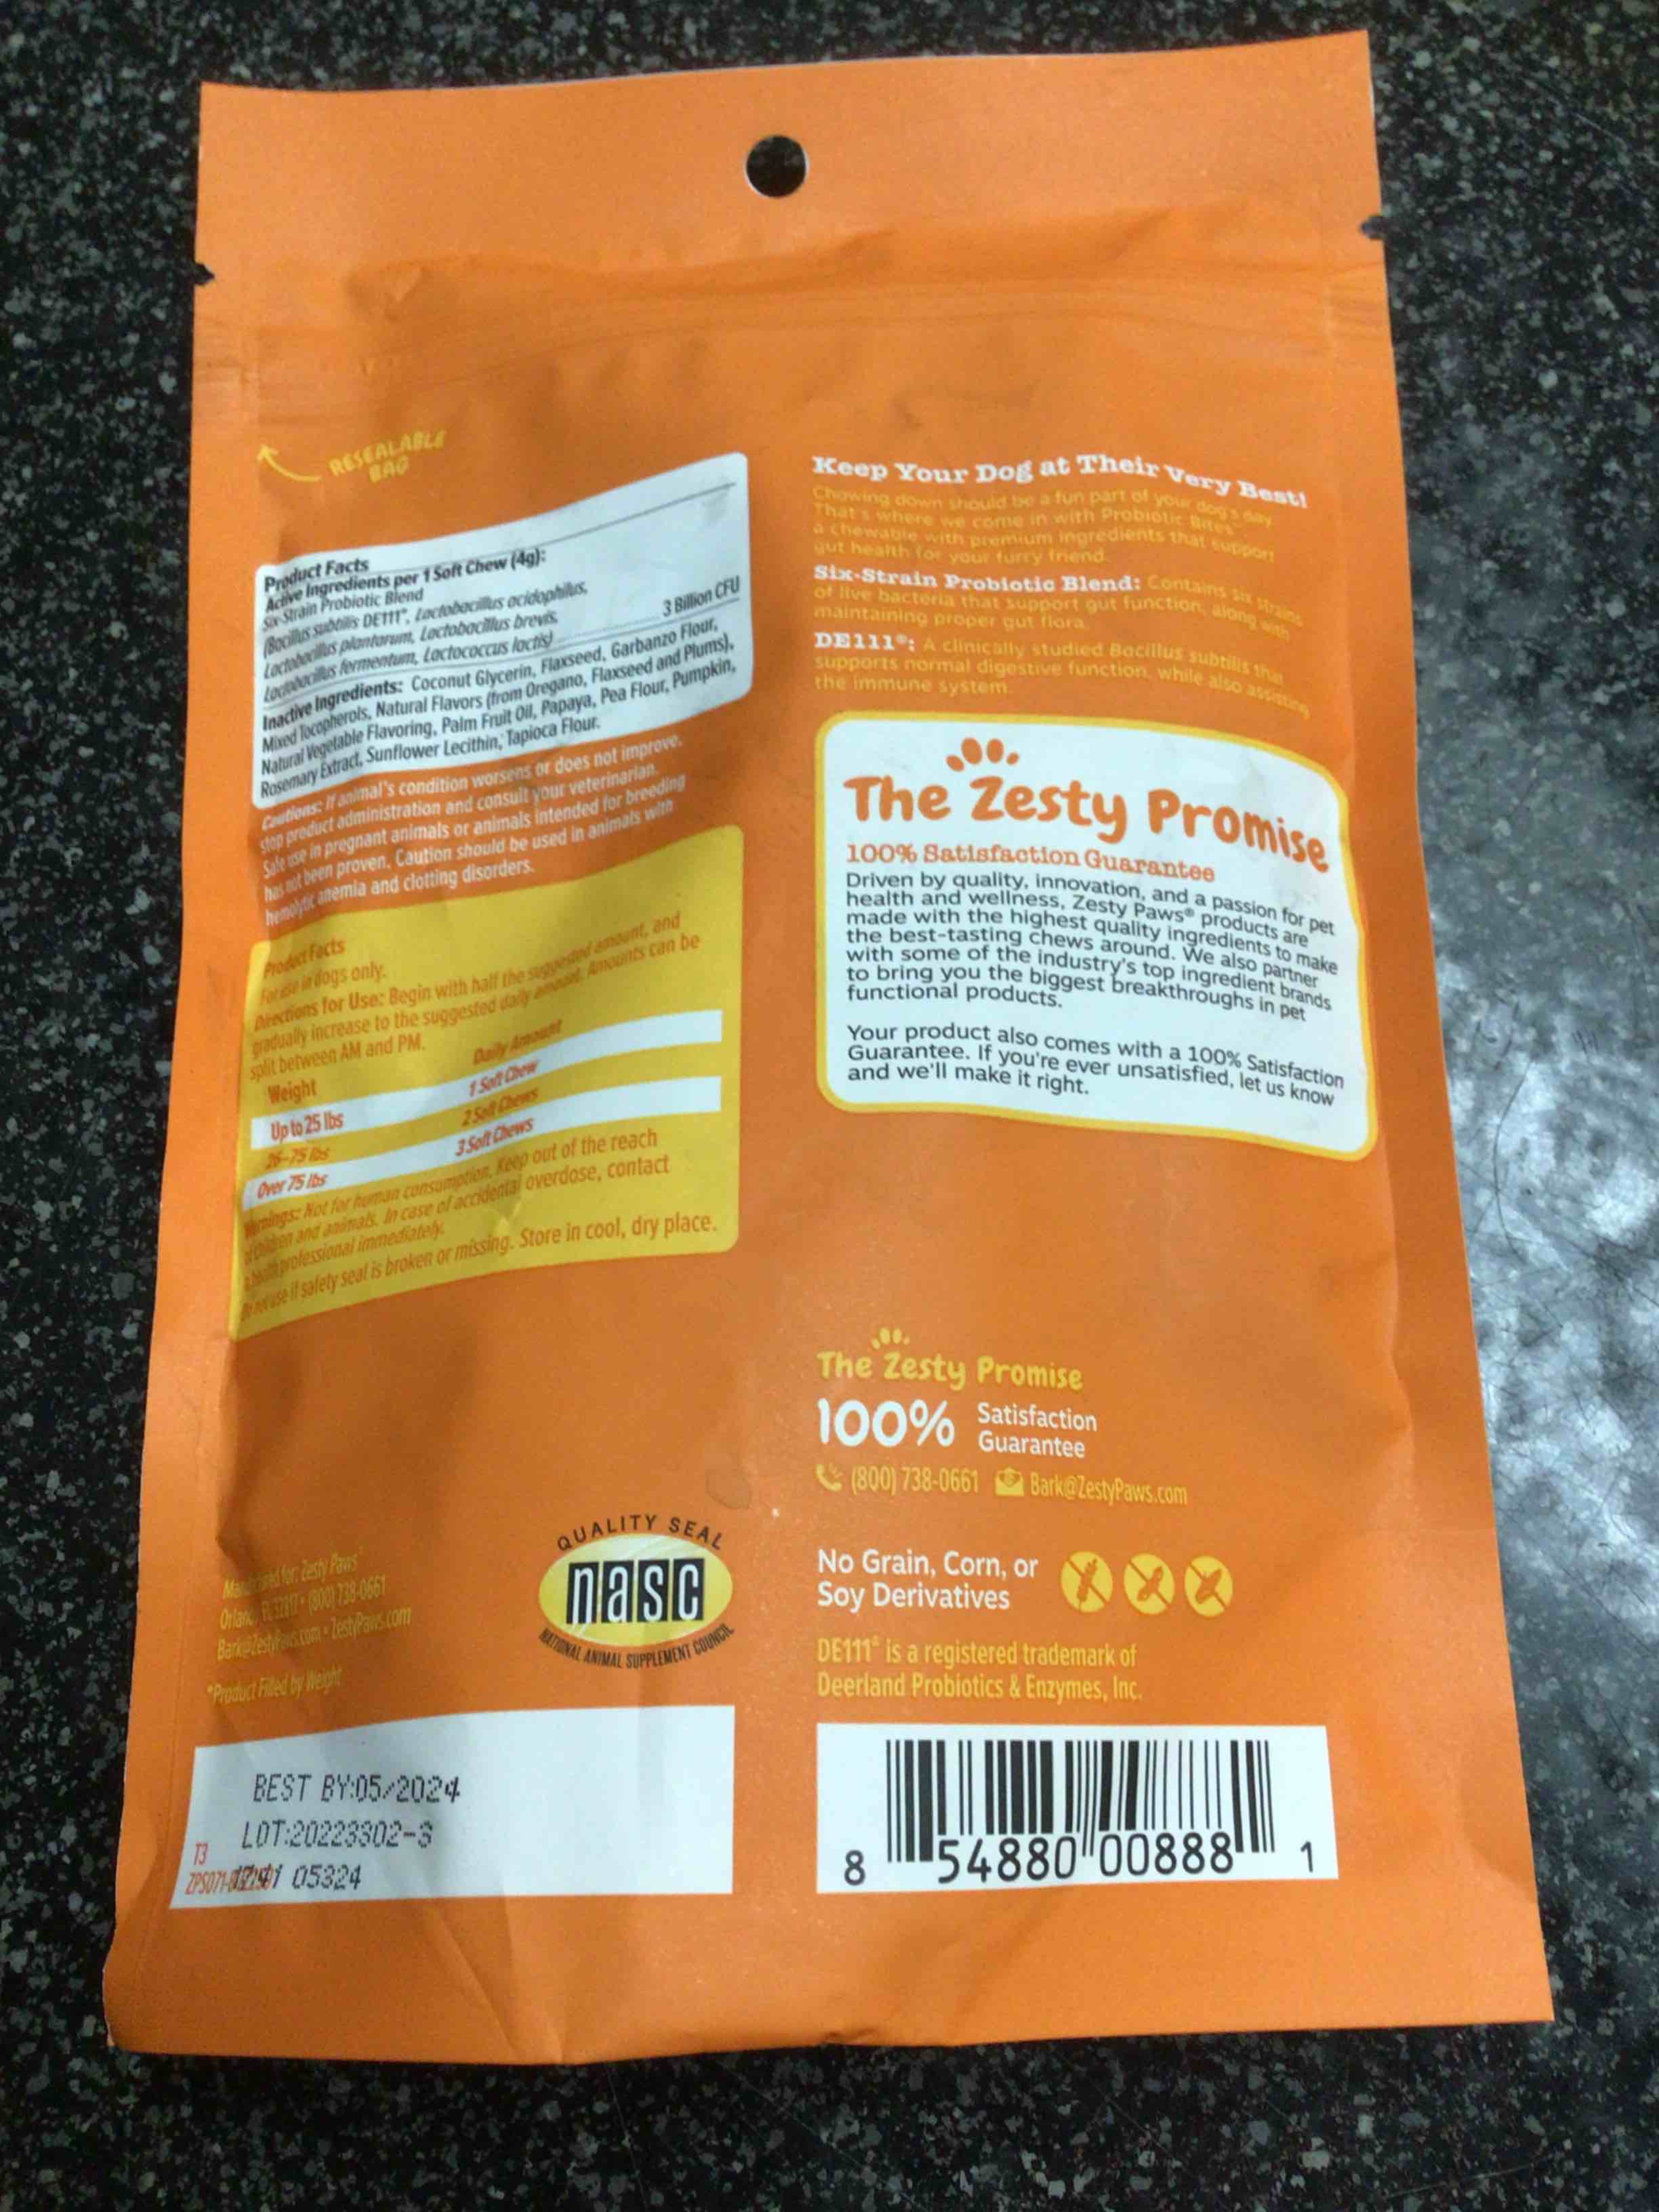 RESEALABLE
BAG
Product Facts
Active Ingredients per 1 Soft Chew (4g):
Six-Strain Probiotic Blend
(Bacillus subtilis DE111®, Lactobacillus acidophilus,
Lactobacillus plantarum, Lactobacillus brevis,
Lactobacillus fermentum, Lactococcus lactis) 3 Billion CFU
Inactive Ingredients: Coconut Glycerin, Flaxseed, Garbanzo Flour,
Mixed Tocopherols, Natural Flavors (from Oregano, Flaxseed and Plums),
Natural Vegetable Flavoring, Palm Fruit Oil, Papaya, Pea Flour, Pumpkin,
Rosemary Extract, Sunflower Lecithin, Tapioca Flour.
Cautions: If animal's condition worsens or does not improve,
stop product administration and consult your veterinarian.
Safe use in pregnant animals or animals intended for breeding
has not been proven. Caution should be used in animals with
hemolytic anemia and clotting disorders.
Product Facts
For use in dogs only.
Directions for Use: Begin with half the suggested amount, and
gradually increase to the suggested daily amount. Amounts can be
split between AM and PM.
Weight Daily Amount
Up to 25 lbs 1 Soft Chew
26-75 lbs 2 Soft Chews
Over 75 lbs 3 Soft Chews
Warnings: Not for human consumption. Keep out of the reach
of children and animals. In case of accidental overdose, contact
a health professional immediately.
Do not use if safety seal is broken or missing. Store in cool, dry place.
Manufactured for: Zesty Paws®
Orlando, FL 32817 • (800) 738-0661
Bark@ZestyPaws.com • ZestyPaws.com
*Product Filled by Weight
QUALITY SEAL
nasc
NATIONAL ANIMAL SUPPLEMENT COUNCIL
BEST BY:05/2024
LOT:20223302-3
T3
05324
Keep Your Dog at Their Very Best!
Chowing down should be a fun part of your dog's day.
That's where we come in with Probiotic Bites™
a chewable with premium ingredients that support
gut health for your furry friend.
Six-Strain Probiotic Blend: Contains six strains
of live bacteria that support gut function, along with
maintaining proper gut flora.
DE111®: A clinically studied Bacillus subtilis that
supports normal digestive function, while also assisting
the immune system.
The Zesty Promise
100% Satisfaction Guarantee
Driven by quality, innovation, and a passion for pet
health and wellness, Zesty Paws® products are
made with the highest quality ingredients to make
the best-tasting chews around. We also partner
with some of the industry's top ingredient brands
to bring you the biggest breakthroughs in pet
functional products.
Your product also comes with a 100% Satisfaction
Guarantee. If you're ever unsatisfied, let us know
and we'll make it right.
The Zesty Promise
100% Satisfaction
Guarantee
(800) 738-0661 Bark@ZestyPaws.com
No Grain, Corn, or
Soy Derivatives
DE111® is a registered trademark of
Deerland Probiotics & Enzymes, Inc.
8 54880 00888 1